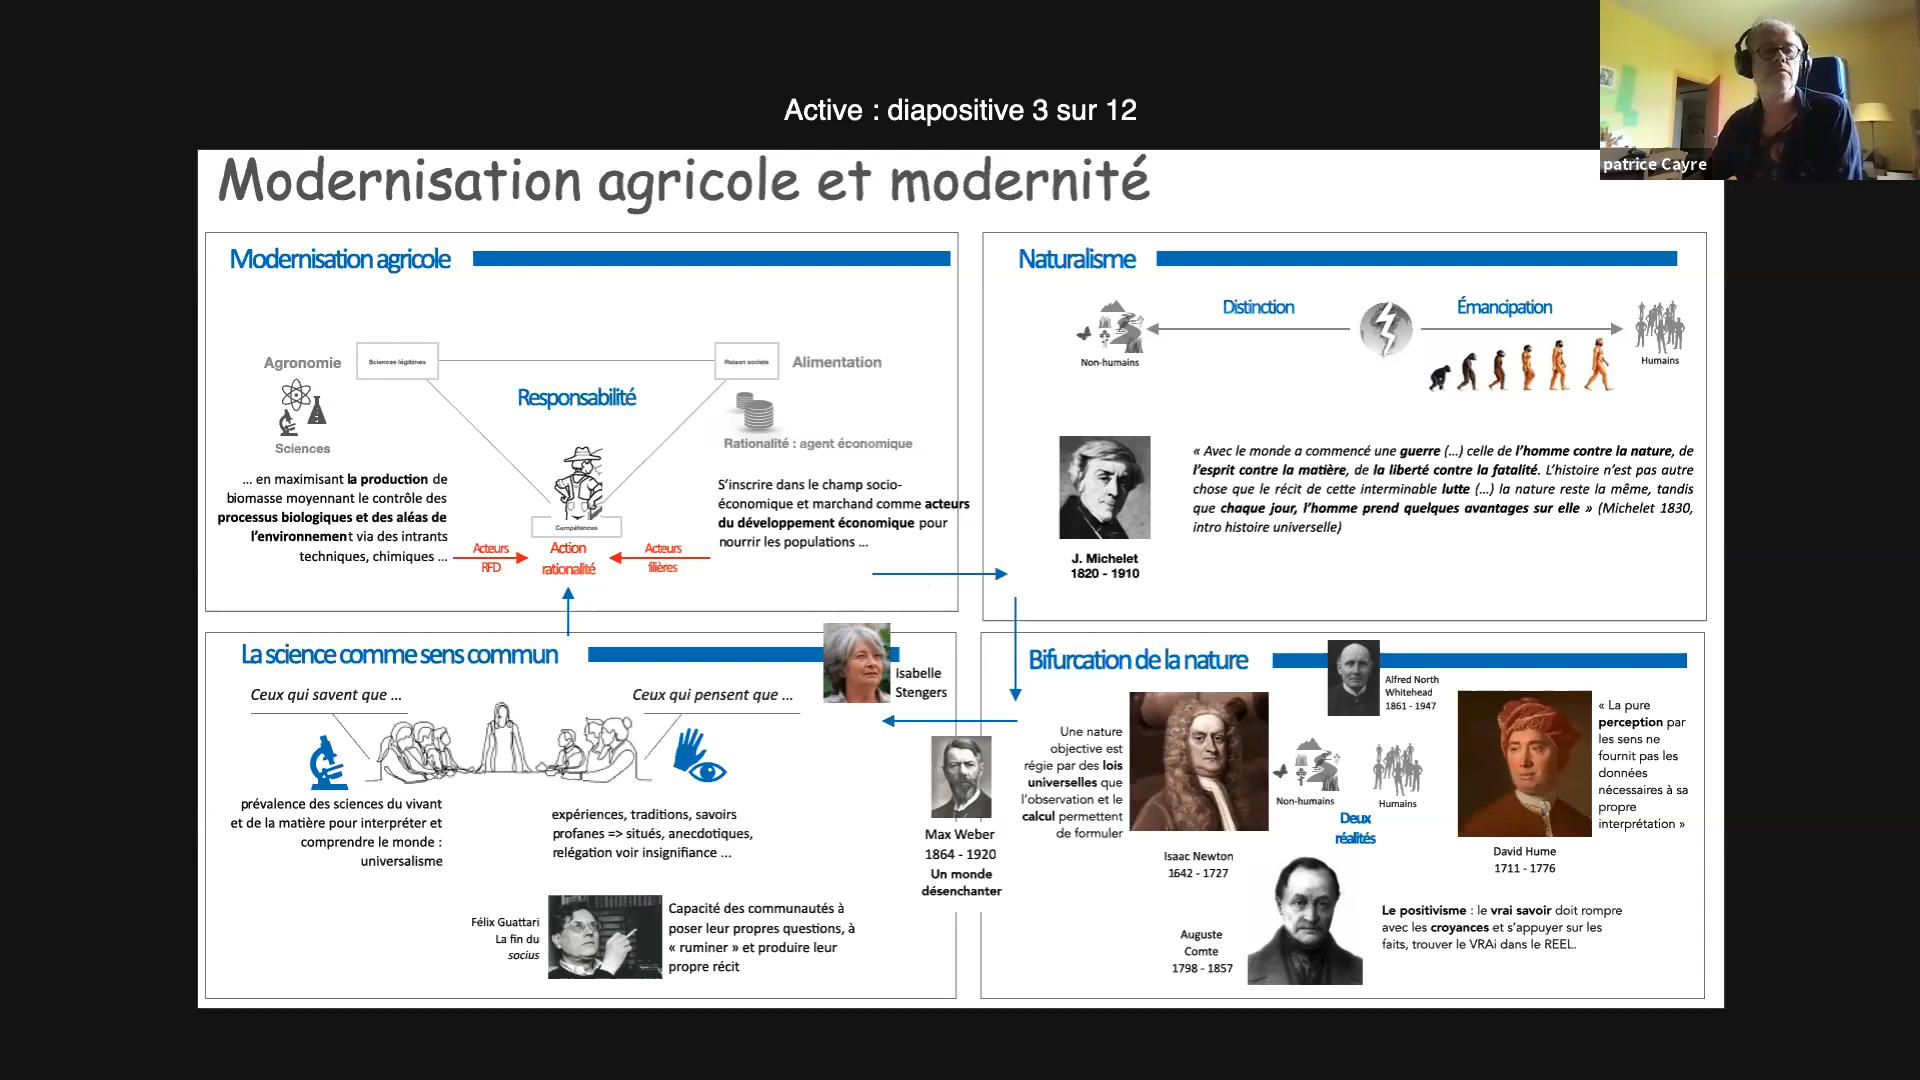 Active : diapositive 3 sur 12
patrice Cayre
Modernisation agricole et modernité
Modernisation agricole
Agronomie
Sciences légitimes
Raison sociale
Alimentation
Responsabilité
Sciences
Rationalité : agent économique
... en maximisant la production de
biomasse moyennant le contrôle des
processus biologiques et des aléas de
l'environnement via des intrants
techniques, chimiques ...
S'inscrire dans le champ socio-
économique et marchand comme acteurs
du développement économique pour
nourrir les populations ...
Compétences
Acteurs
RFD
Action
rationalité
Acteurs
filières
Naturalisme
Distinction
Émancipation
Non-humains
Humains
« Avec le monde a commencé une guerre (...) celle de l'homme contre la nature, de
l'esprit contre la matière, de la liberté contre la fatalité. L'histoire n'est pas autre
chose que le récit de cette interminable lutte (...) la nature reste la même, tandis
que chaque jour, l'homme prend quelques avantages sur elle » (Michelet 1830,
intro histoire universelle)
J. Michelet
1820 - 1910
La science comme sens commun
Isabelle
Stengers
Ceux qui savent que ...
Ceux qui pensent que ...
prévalence des sciences du vivant
et de la matière pour interpréter et
comprendre le monde :
universalisme
expériences, traditions, savoirs
profanes => situés, anecdotiques,
relégation voir insignifiance ...
Félix Guattari
La fin du
socius
Capacité des communautés à
poser leur propres questions, à
« ruminer » et produire leur
propre récit
Max Weber
1864 - 1920
Un monde
désenchanter
Bifurcation de la nature
Alfred North
Whitehead
1861 - 1947
Une nature
objective est
régie par des lois
universelles que
l'observation et le
calcul permettent
de formuler
Isaac Newton
1642 - 1727
Non-humains
Humains
Deux
réalités
« La pure
perception par
les sens ne
fournit pas les
données
nécessaires à sa
propre
interprétation »
David Hume
1711 - 1776
Auguste
Comte
1798 - 1857
Le positivisme : le vrai savoir doit rompre
avec les croyances et s'appuyer sur les
faits, trouver le VRAi dans le REEL.